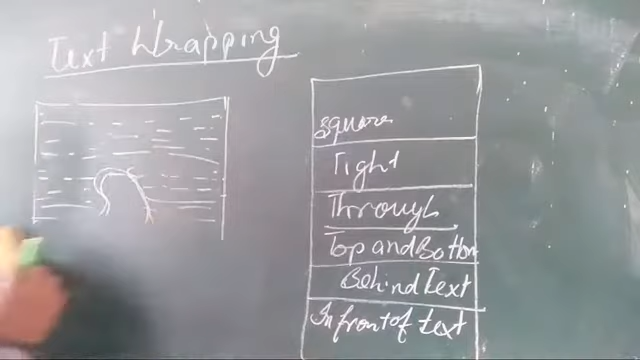 Text Wrapping
Square
Tight
Through
Top and Bottom
Behind Text
In front of text